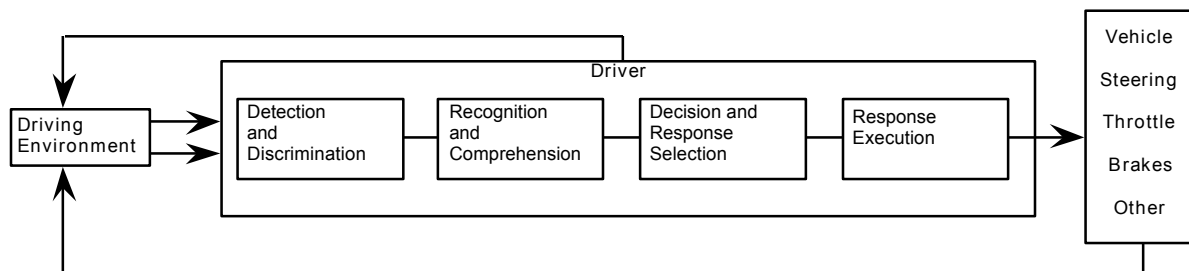 Driver
Driving
Environment
Detection
and
Discrimination
Recognition
and
Comprehension
Decision and
Response
Selection
Response
Execution
Vehicle
Steering
Throttle
Brakes
Other